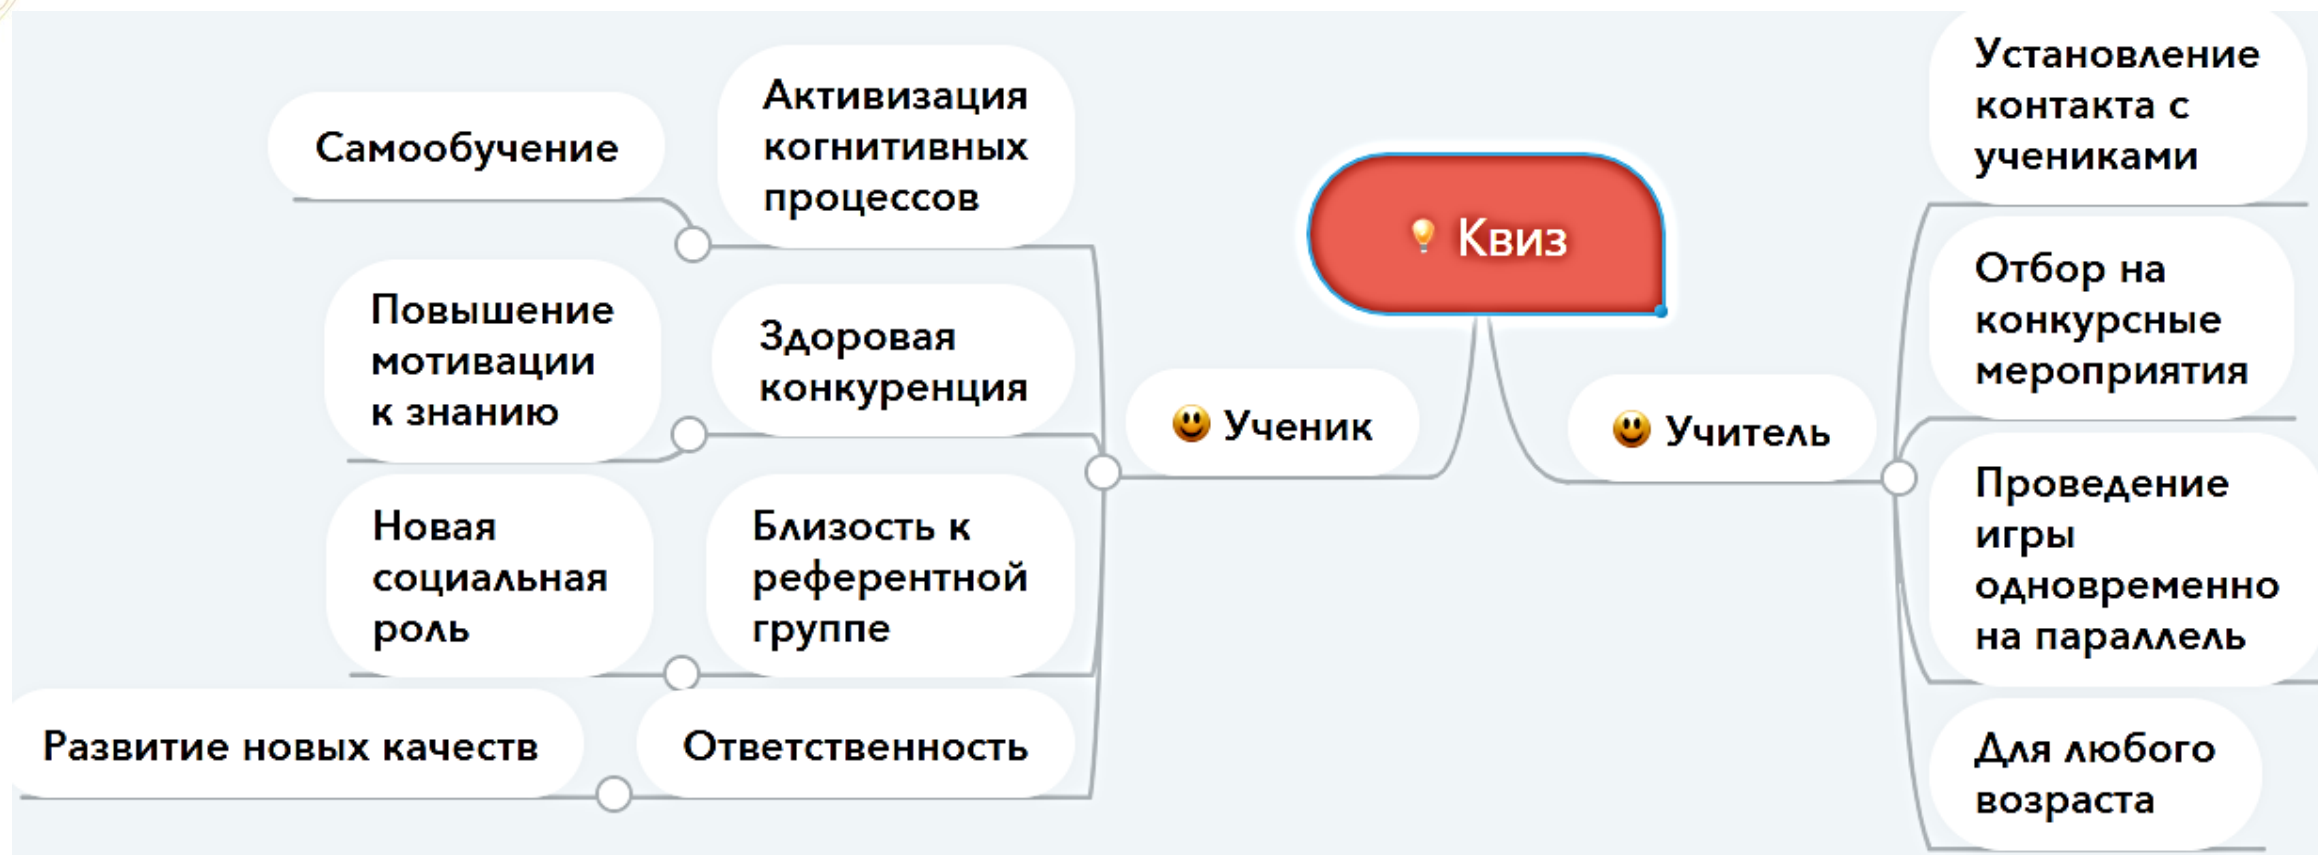 Квиз
Ученик
Активизация
когнитивных
процессов
Самообучение
Здоровая
конкуренция
Повышение
мотивации
к знанию
Близость к
референтной
группе
Новая
социальная
роль
Ответственность
Развитие новых качеств
Учитель
Установление
контакта с
учениками
Отбор на
конкурсные
мероприятия
Проведение
игры
одновременно
на параллель
Для любого
возраста